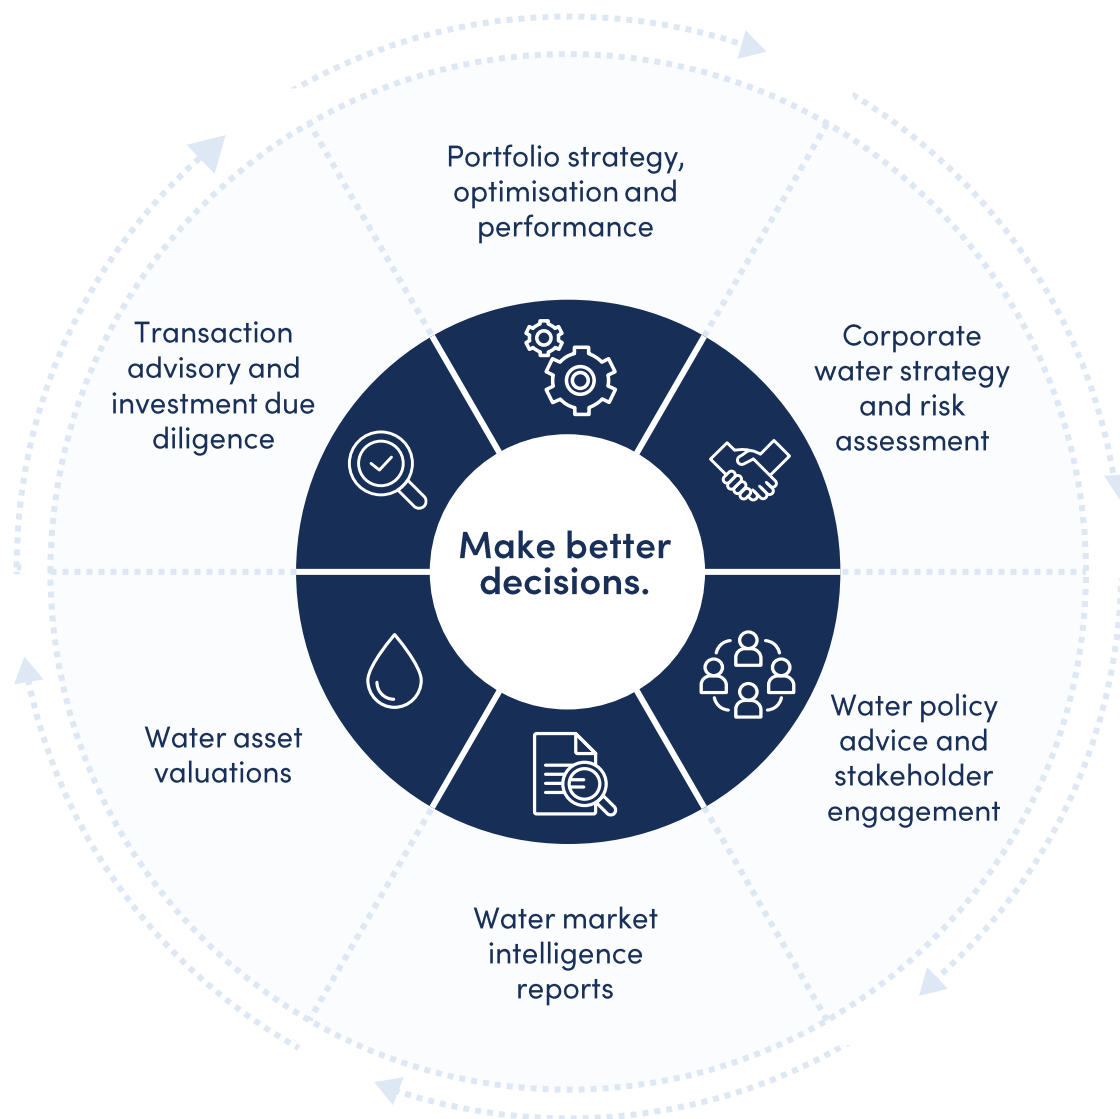 Portfolio strategy,
optimisation and
performance
Corporate
water strategy
and risk
assessment
Water policy
advice and
stakeholder
engagement
Water market
intelligence
reports
Water asset
valuations
Transaction
advisory and
investment due
diligence
Make better
decisions.